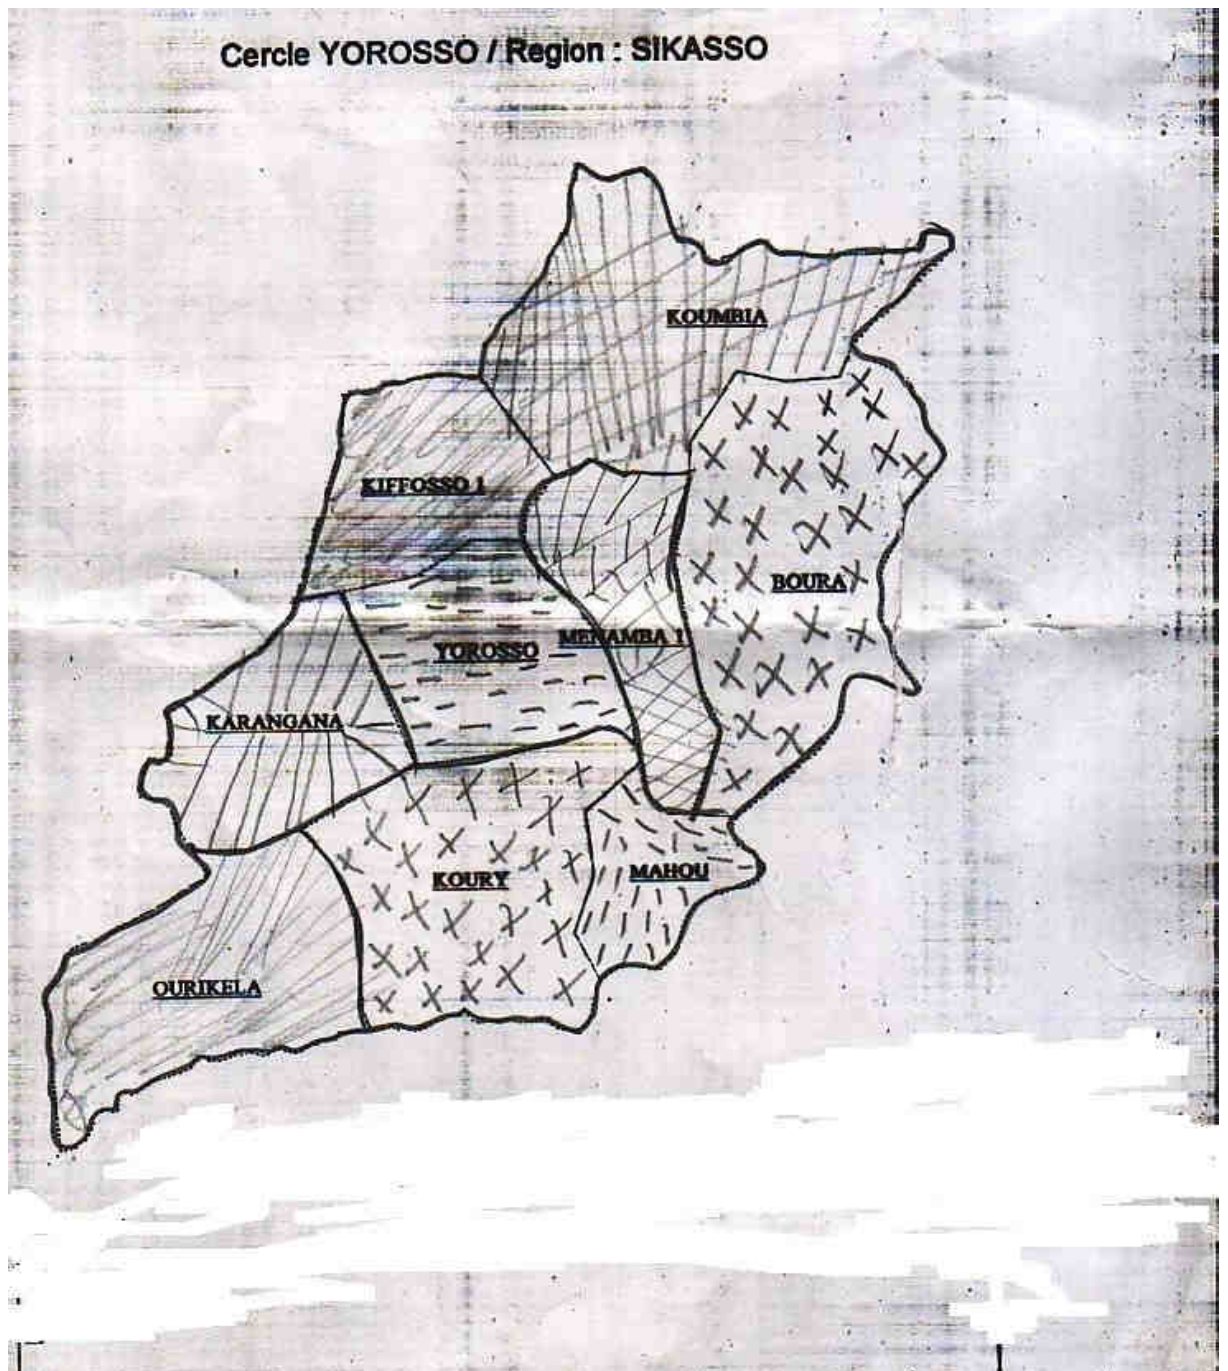 Cercle YOROSSO / Region : SIKASSO
KOUMBIA
KIFFOSSO 1
BOURA
YOROSSO
MENAMBA 1
KARANGANA
KOURY
MAHOU
OURIKELA